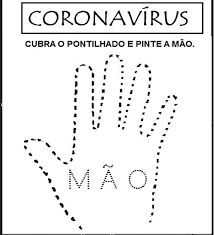 CORONAVÍRUS
CUBRA O PONTILHADO E PINTE A MÃO.
MÃO